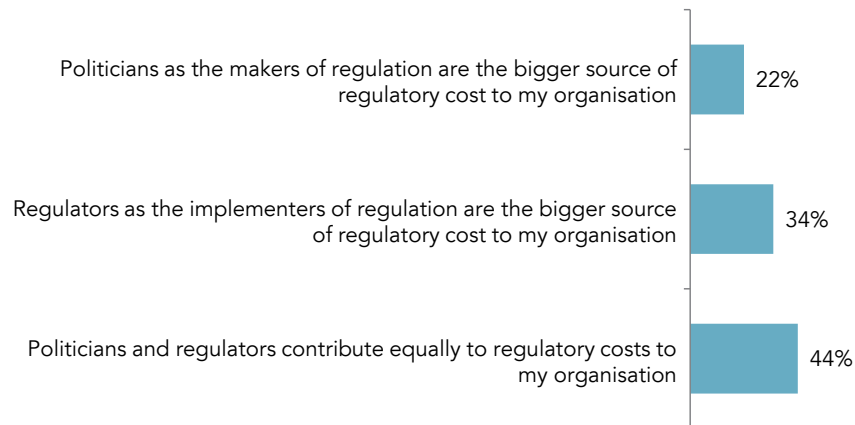 Politicians as the makers of regulation are the bigger source of
regulatory cost to my organisation
22%
Regulators as the implementers of regulation are the bigger source
of regulatory cost to my organisation
34%
Politicians and regulators contribute equally to regulatory costs to
my organisation
44%